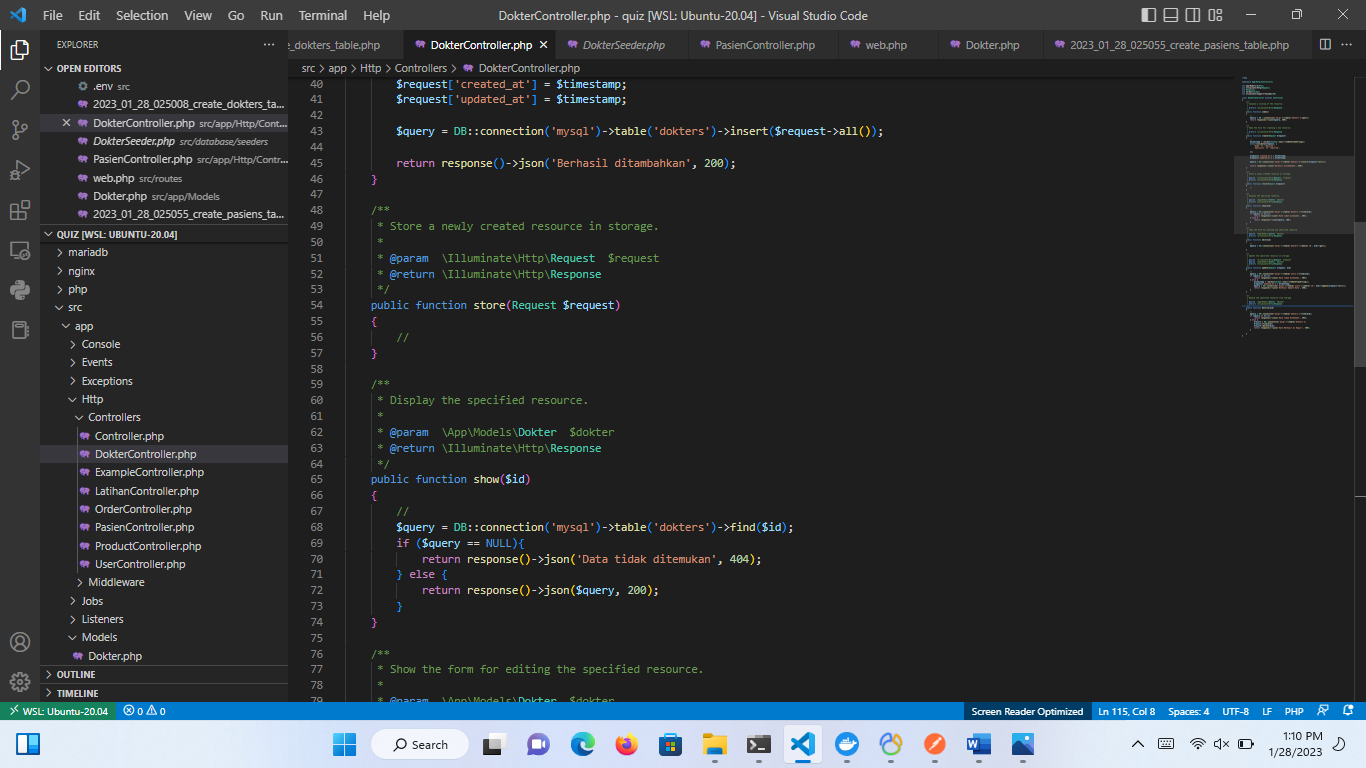 File Edit Selection View Go Run Terminal Help
DokterController.php - quiz [WSL: Ubuntu-20.04] - Visual Studio Code
EXPLORER
OPEN EDITORS
.env src
2023_01_28_025008_create_dokters_ta...
DokterController.php src/app/Http/Cont...
DokterSeeder.php src/database/seeders
PasienController.php src/app/Http/Contr...
web.php src/routes
Dokter.php src/app/Models
2023_01_28_025055_create_pasiens_ta...
QUIZ [WSL: UBUNTU-20.04]
mariadb
nginx
php
src
app
Console
Events
Exceptions
Http
Controllers
Controller.php
DokterController.php
ExampleController.php
LatihanController.php
OrderController.php
PasienController.php
ProductController.php
UserController.php
Middleware
Jobs
Listeners
Models
Dokter.php
OUTLINE
TIMELINE
e_dokters_table.php DokterController.php DokterSeeder.php PasienController.php web.php Dokter.php 2023_01_28_025055_create_pasiens_table.php
src > app > Http > Controllers > DokterController.php
40 $request['created_at'] = $timestamp;
41 $request['updated_at'] = $timestamp;
42
43 $query = DB::connection('mysql')->table('dokters')->insert($request->all());
44
45 return response()->json('Berhasil ditambahkan', 200);
46 }
47
48 /**
49 * Store a newly created resource in storage.
50 *
51 * @param \Illuminate\Http\Request $request
52 * @return \Illuminate\Http\Response
53 */
54 public function store(Request $request)
55 {
56 //
57 }
58
59 /**
60 * Display the specified resource.
61 *
62 * @param \App\Models\Dokter $dokter
63 * @return \Illuminate\Http\Response
64 */
65 public function show($id)
66 {
67 //
68 $query = DB::connection('mysql')->table('dokters')->find($id);
69 if ($query == NULL){
70 return response()->json('Data tidak ditemukan', 404);
71 } else {
72 return response()->json($query, 200);
73 }
74 }
75
76 /**
77 * Show the form for editing the specified resource.
78 *
79 * @param \App\Models\Dokter $dokter
WSL: Ubuntu-20.04 0 0 Screen Reader Optimized Ln 115, Col 8 Spaces: 4 UTF-8 LF PHP
Search
1:10 PM
1/28/2023